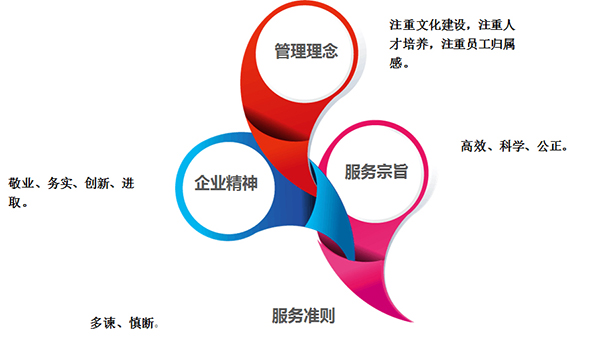 管理理念
注重文化建设，注重人
才培养，注重员工归属
感。
服务宗旨
高效、科学、公正。
企业精神
敬业、务实、创新、进
取。
服务准则
多谏、慎断。